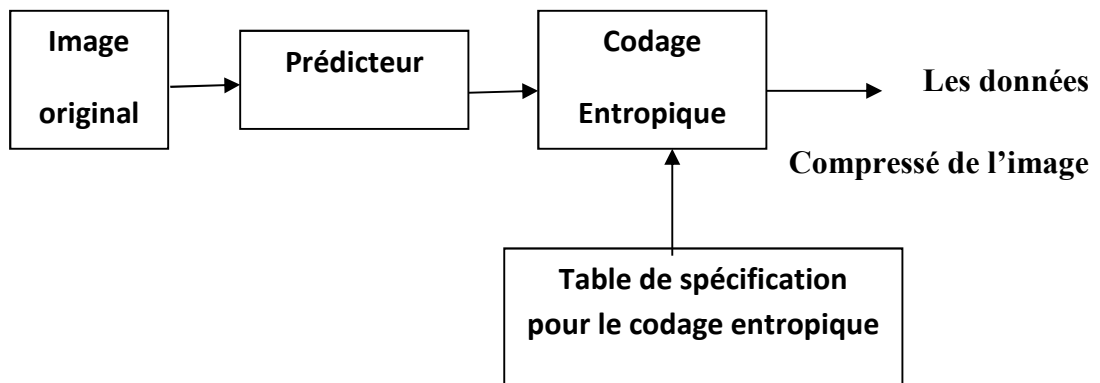 Image
original
Prédicteur
Codage
Entropique
Les données
Compressé de l’image
Table de spécification
pour le codage entropique